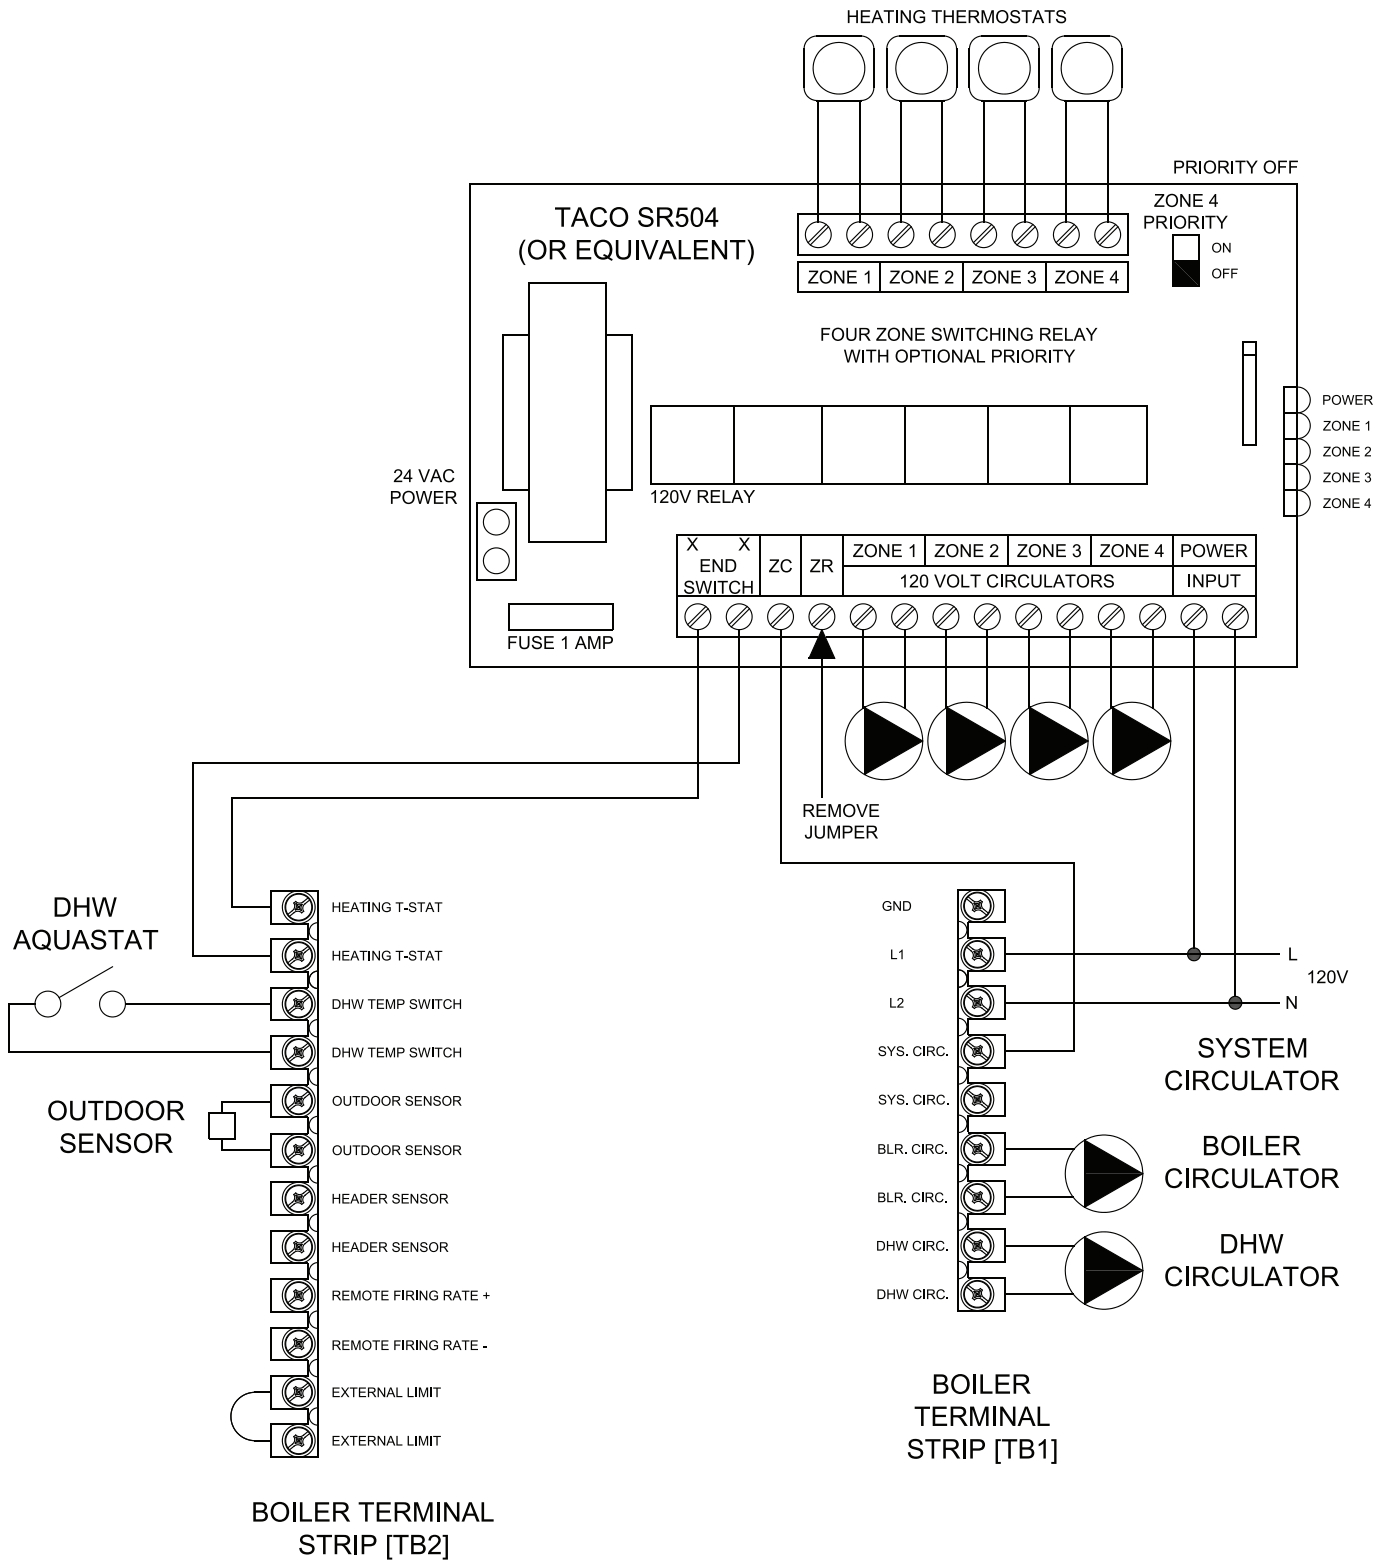 HEATING THERMOSTATS
PRIORITY OFF
TACO SR504
(OR EQUIVALENT)
ZONE 4
PRIORITY
ON
OFF
ZONE 1 ZONE 2 ZONE 3 ZONE 4
FOUR ZONE SWITCHING RELAY
WITH OPTIONAL PRIORITY
POWER
ZONE 1
ZONE 2
ZONE 3
ZONE 4
24 VAC
POWER
120V RELAY
X X
END
SWITCH
ZC
ZR
ZONE 1 ZONE 2 ZONE 3 ZONE 4
120 VOLT CIRCULATORS
POWER
INPUT
FUSE 1 AMP
REMOVE
JUMPER
DHW
AQUASTAT
OUTDOOR
SENSOR
HEATING T-STAT
HEATING T-STAT
DHW TEMP SWITCH
DHW TEMP SWITCH
OUTDOOR SENSOR
OUTDOOR SENSOR
HEADER SENSOR
HEADER SENSOR
REMOTE FIRING RATE +
REMOTE FIRING RATE -
EXTERNAL LIMIT
EXTERNAL LIMIT
BOILER TERMINAL
STRIP [TB2]
GND
L1
L2
SYS. CIRC.
SYS. CIRC.
BLR. CIRC.
BLR. CIRC.
DHW CIRC.
DHW CIRC.
L
120V
N
SYSTEM
CIRCULATOR
BOILER
CIRCULATOR
DHW
CIRCULATOR
BOILER
TERMINAL
STRIP [TB1]